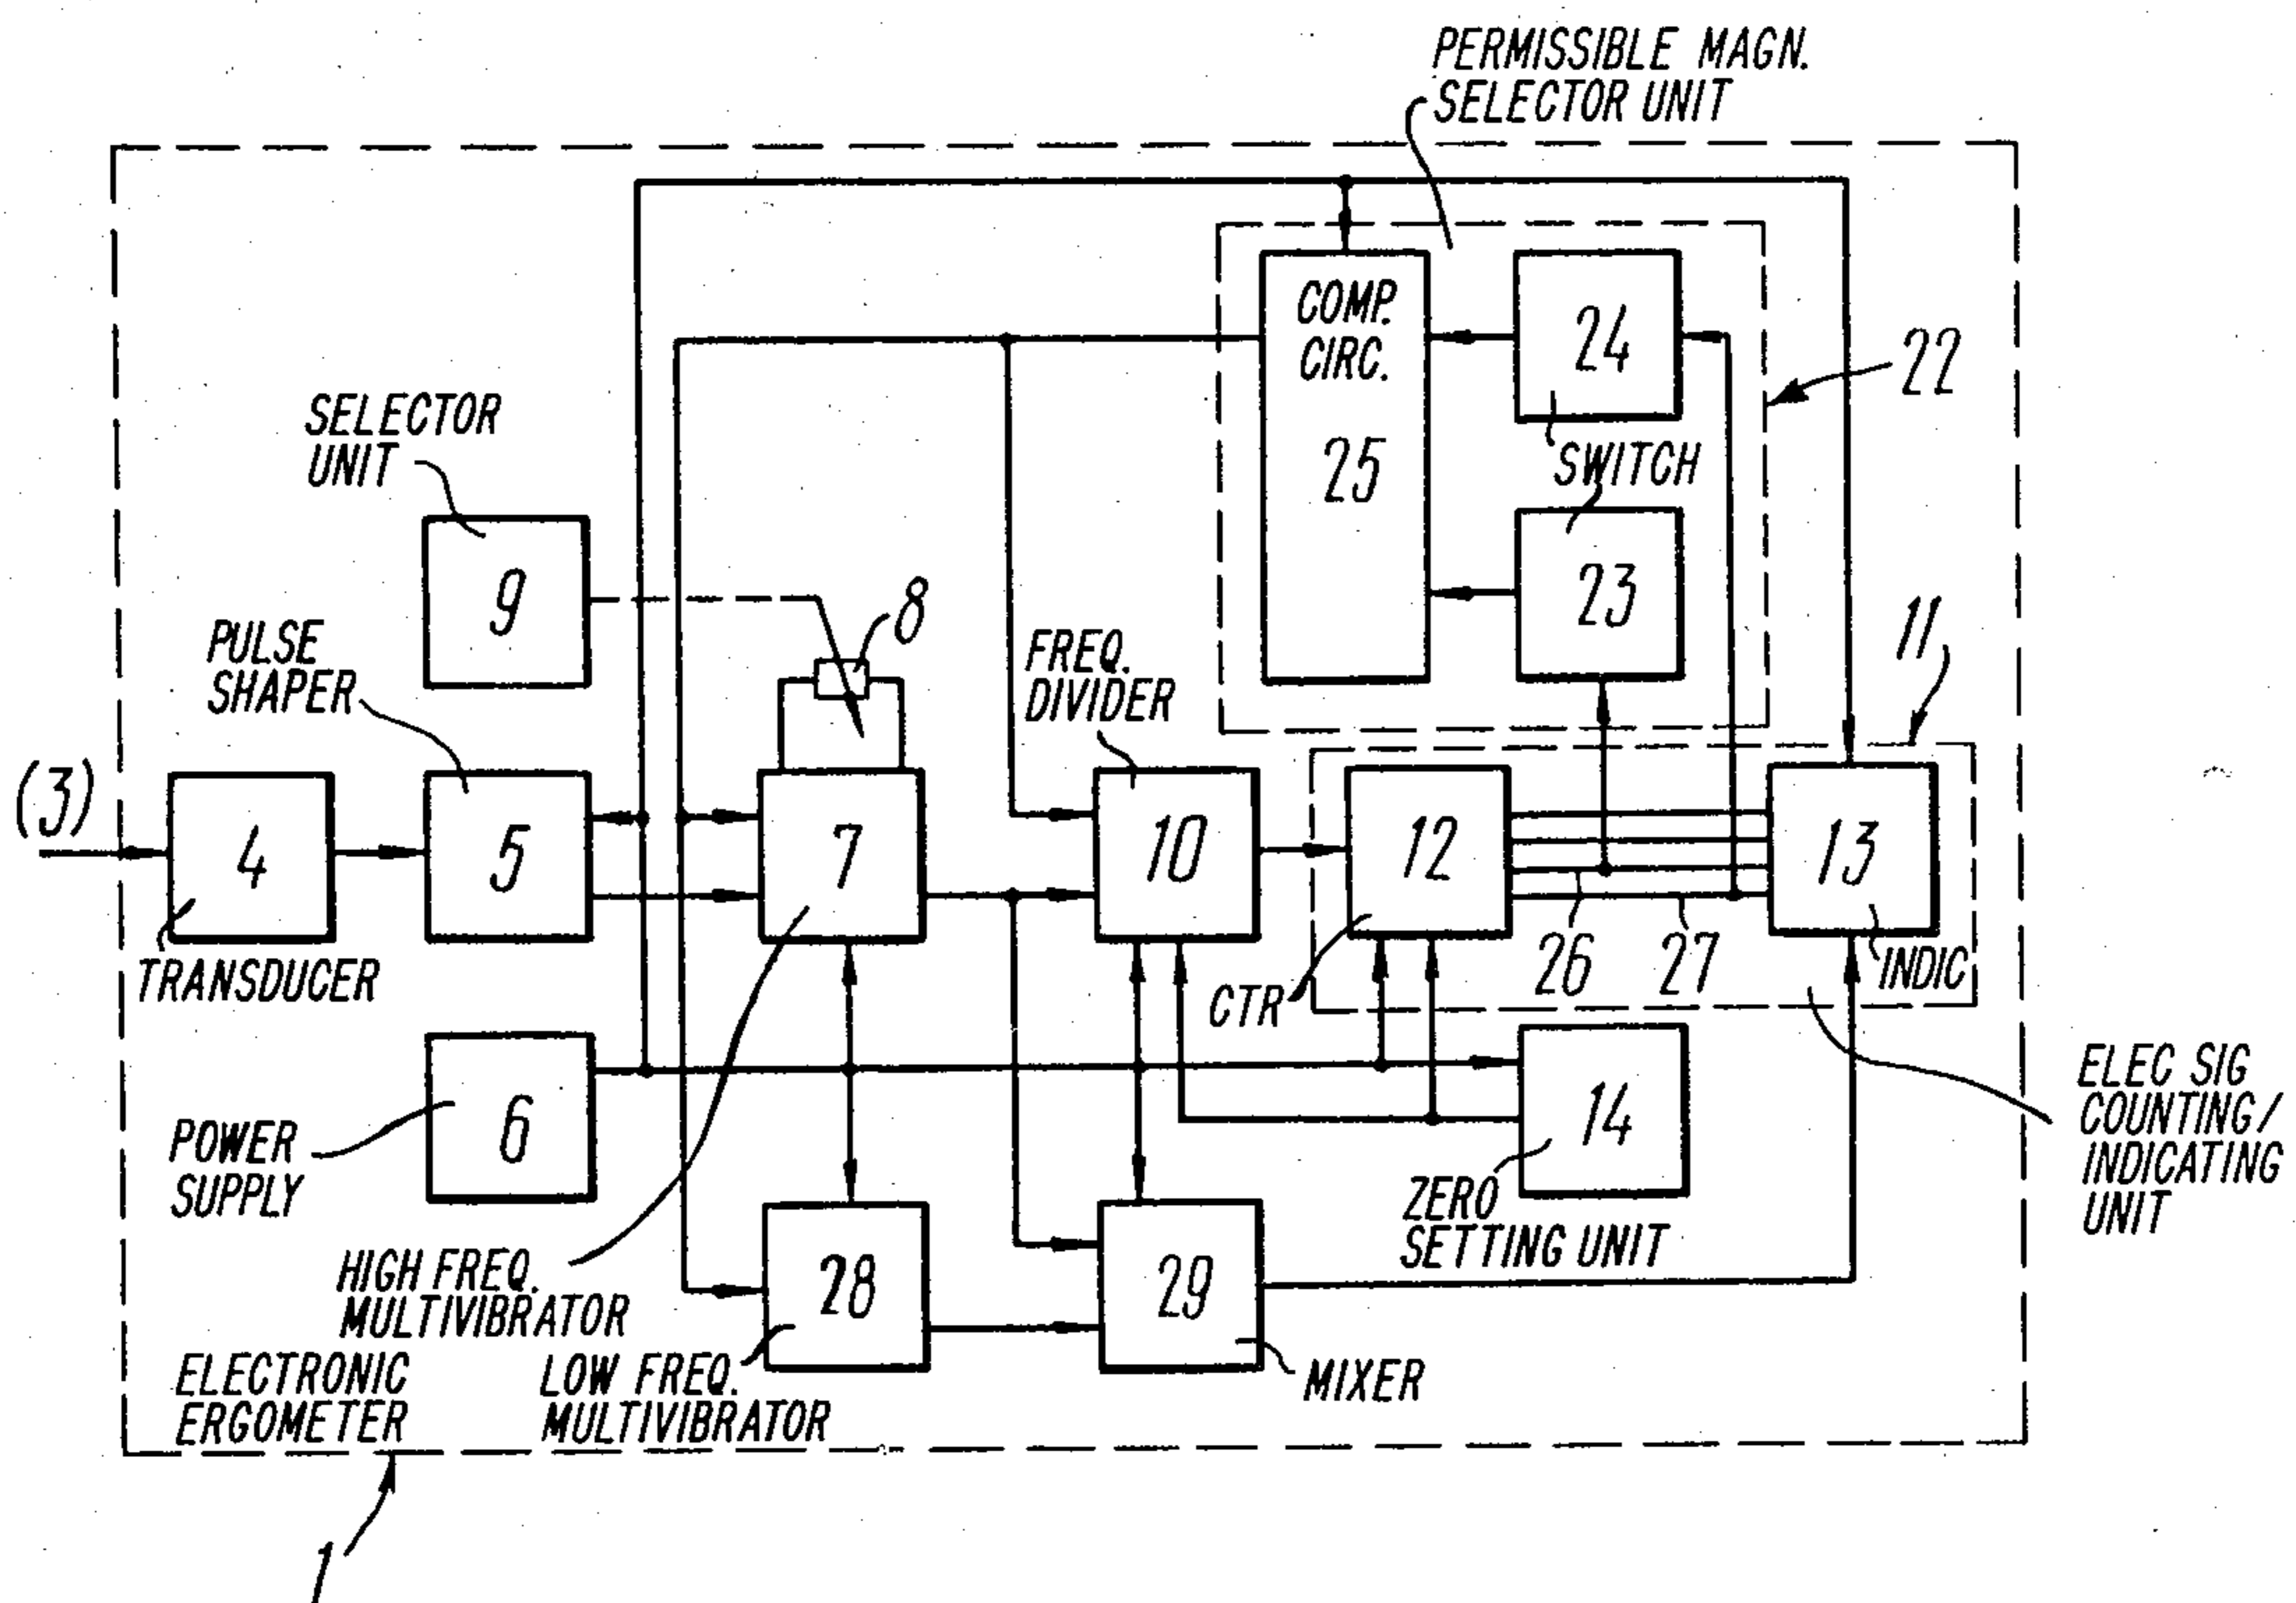 PERMISSIBLE MAGN.
SELECTOR UNIT
COMP.
CIRC.
25
24
22
SWITCH
23
SELECTOR
UNIT
9
8
11
PULSE
SHAPER
FREQ.
DIVIDER
(3)
4
5
7
10
12
13
TRANSDUCER
CTR
26
27
INDIC
POWER
SUPPLY
6
14
ZERO
SETTING UNIT
ELEC SIG
COUNTING/
INDICATING
UNIT
HIGH FREQ.
MULTIVIBRATOR
28
29
LOW FREQ.
MULTIVIBRATOR
MIXER
ELECTRONIC
ERGOMETER
1